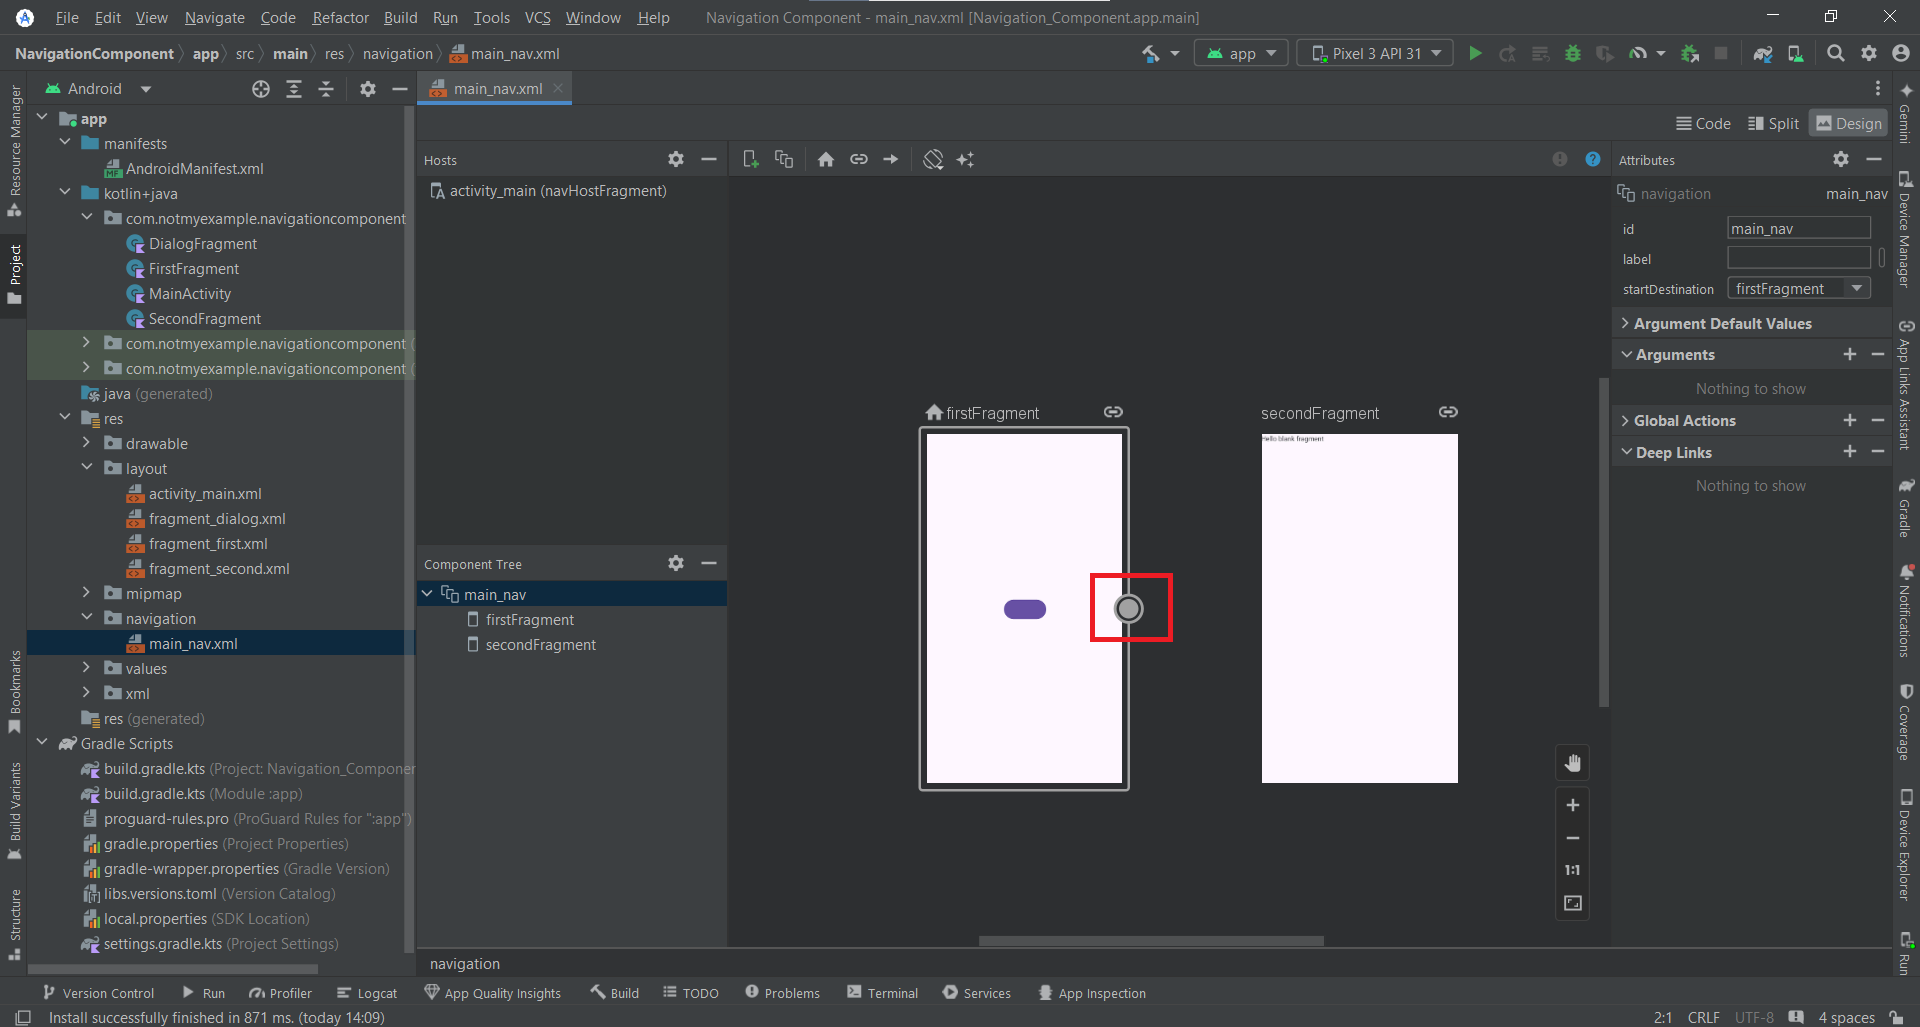 File Edit View Navigate Code Refactor Build Run Tools VCS Window Help Navigation Component - main_nav.xml [Navigation_Component.app.main]
NavigationComponent app src main res navigation main_nav.xml app Pixel 3 API 31
Android
main_nav.xml
Code Split Design
Resource Manager
Project
Bookmarks
Build Variants
Structure
app
manifests
AndroidManifest.xml
kotlin+java
com.notmyexample.navigationcomponent
DialogFragment
FirstFragment
MainActivity
SecondFragment
com.notmyexample.navigationcomponent (
com.notmyexample.navigationcomponent (
java (generated)
res
drawable
layout
activity_main.xml
fragment_dialog.xml
fragment_first.xml
fragment_second.xml
mipmap
navigation
main_nav.xml
values
xml
res (generated)
Gradle Scripts
build.gradle.kts (Project: Navigation_Componen
build.gradle.kts (Module :app)
proguard-rules.pro (ProGuard Rules for ":app")
gradle.properties (Project Properties)
gradle-wrapper.properties (Gradle Version)
libs.versions.toml (Version Catalog)
local.properties (SDK Location)
settings.gradle.kts (Project Settings)
Hosts
activity_main (navHostFragment)
Component Tree
main_nav
firstFragment
secondFragment
firstFragment
secondFragment
Hello blank fragment
1:1
Attributes
navigation main_nav
id main_nav
label
startDestination firstFragment
Argument Default Values
Arguments
Nothing to show
Global Actions
Deep Links
Nothing to show
Gemini
Device Manager
App Links Assistant
Gradle
Notifications
Coverage
Device Explorer
Run
navigation
Version Control Run Profiler Logcat App Quality Insights Build TODO Problems Terminal Services App Inspection
Install successfully finished in 871 ms. (today 14:09) 2:1 CRLF UTF-8 4 spaces